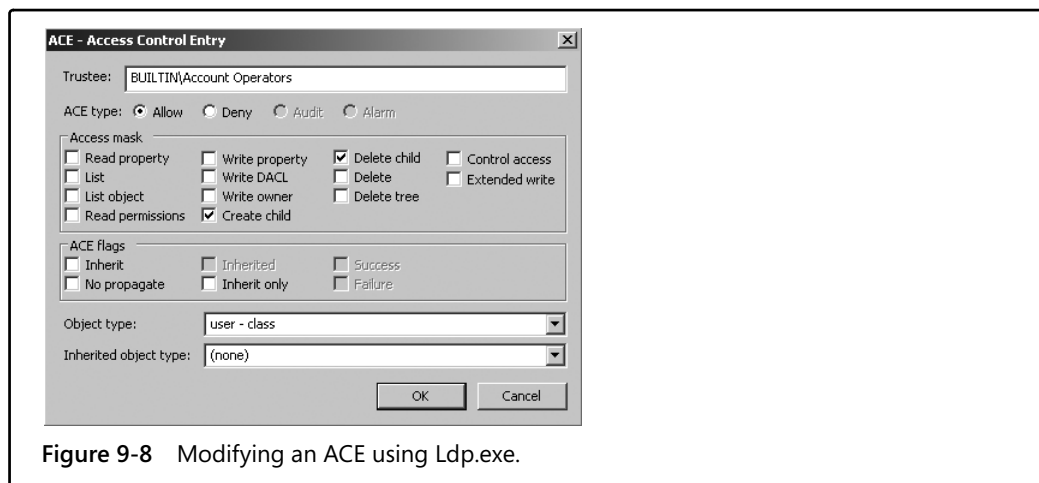 ACE - Access Control Entry
Trustee: BUILTIN\Account Operators
ACE type: Allow Deny Audit Alarm
Access mask
Read property Write property Delete child Control access
List Write DACL Delete Extended write
List object Write owner Delete tree
Read permissions Create child
ACE flags
Inherit Inherited Success
No propagate Inherit only Failure
Object type: user - class
Inherited object type: (none)
OK Cancel
Figure 9-8 Modifying an ACE using Ldp.exe.